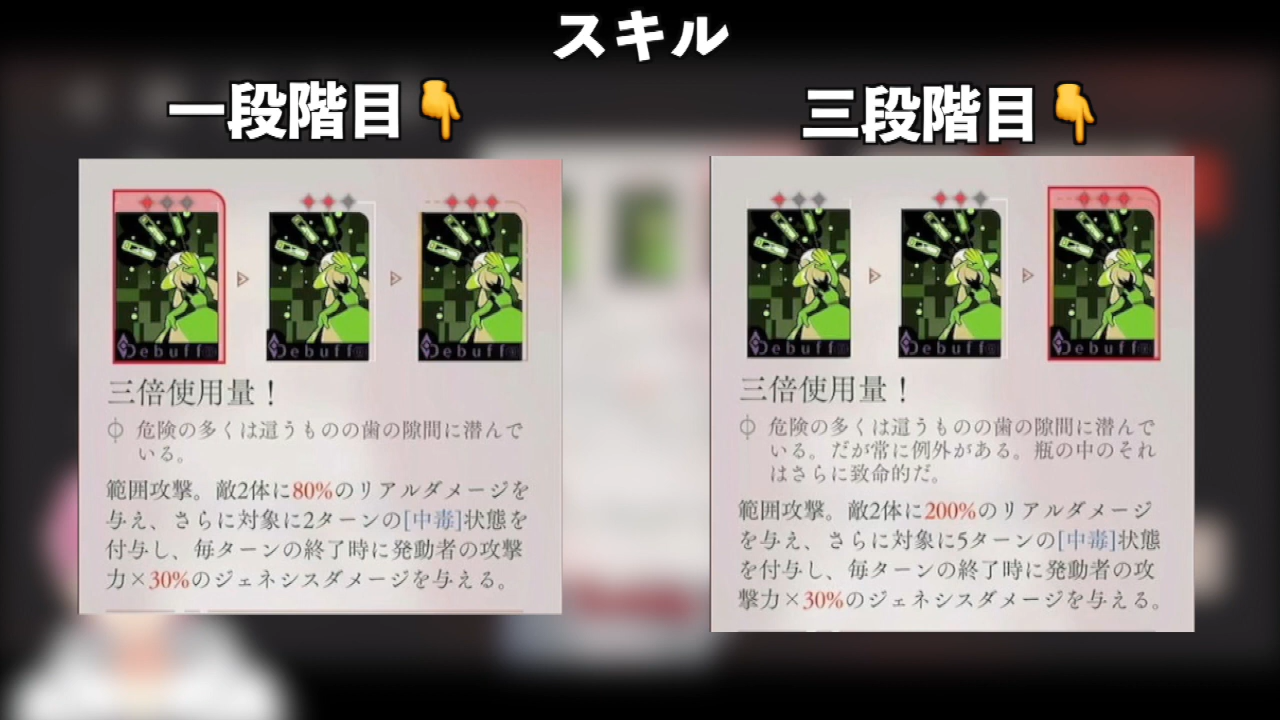 スキル
一段階目👇
三段階目👇
Debuff
Debuff
Debuff
三倍使用量！
危険の多くは這うものの歯の隙間に潜んで
いる。
範囲攻撃。敵2体に80%のリアルダメージを
与え、さらに対象に2ターンの[中毒]状態を
付与し、毎ターンの終了時に発動者の攻撃
力×30%のジェネシスダメージを与える。
Debuff
Debuff
Debuff
三倍使用量！
危険の多くは這うものの歯の隙間に潜んで
いる。だが常に例外がある。瓶の中のそれ
はさらに致命的だ。
範囲攻撃。敵2体に200%のリアルダメージ
を与え、さらに対象に5ターンの[中毒]状態
を付与し、毎ターンの終了時に発動者の攻
撃力×30%のジェネシスダメージを与える。